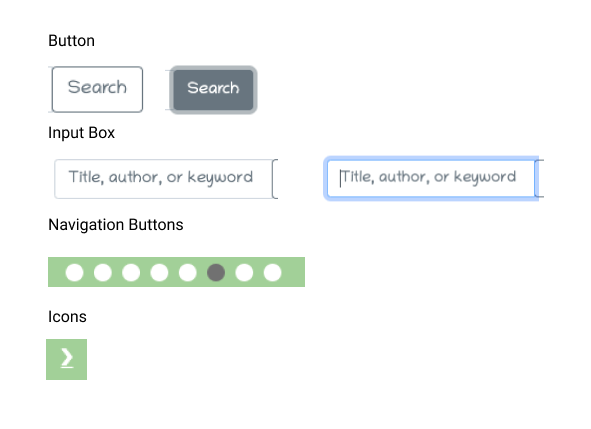 Button
Search
Search
Input Box
Title, author, or keyword
Title, author, or keyword
Navigation Buttons
Icons